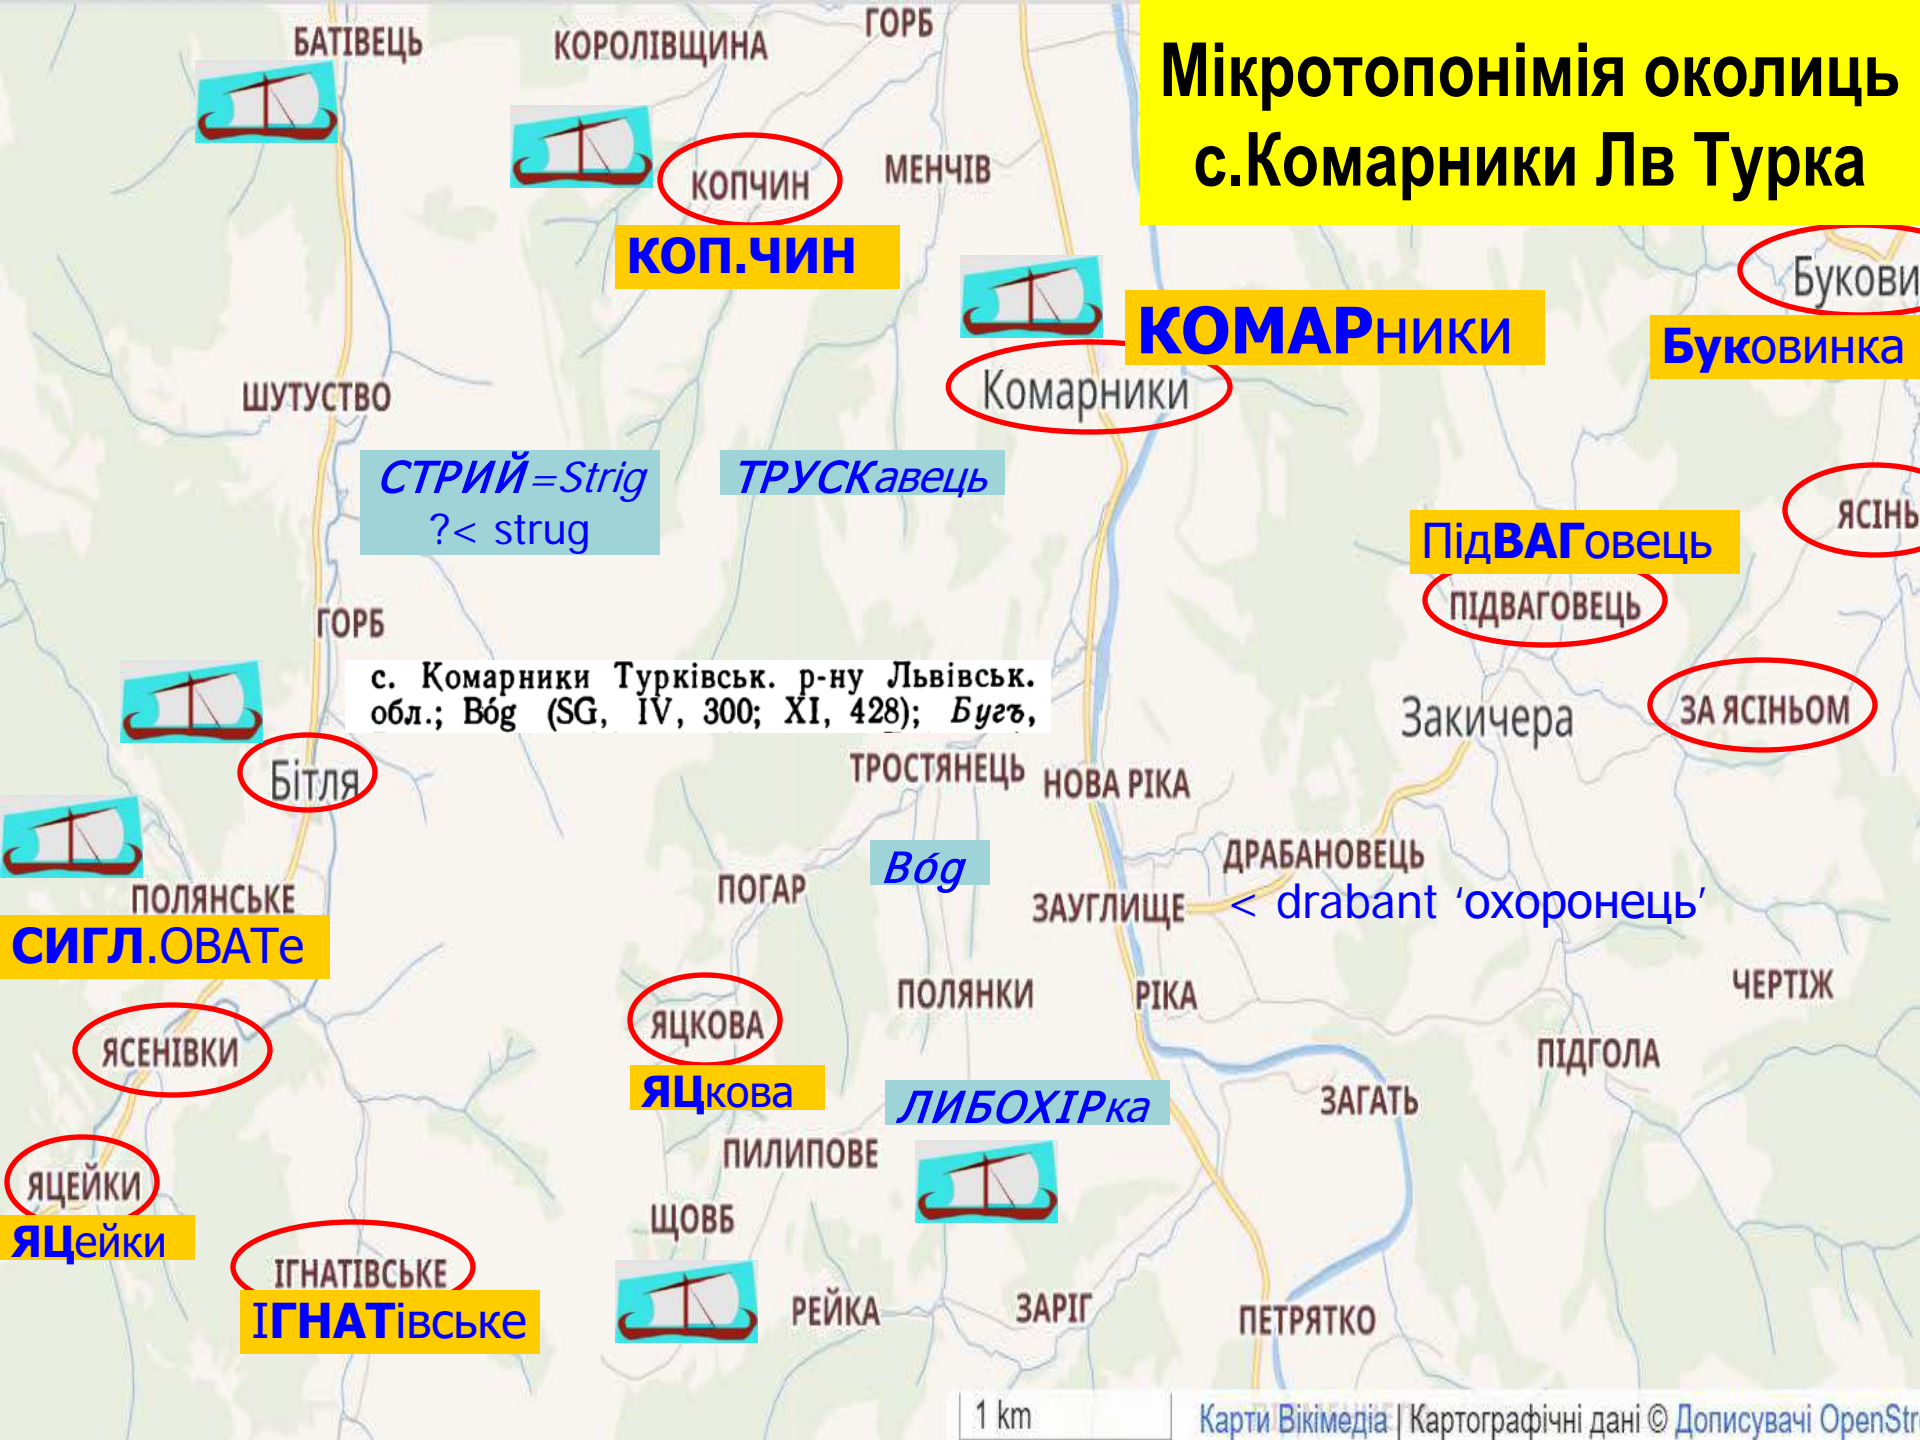 Мікротопонімія околиць
с.Комарники Лв Турка
БАТІВЕЦЬ
КОРОЛІВЩИНА
ГОРБ
КОПЧИН
МЕНЧІВ
КОП.ЧИН
КОМАРники
Комарники
Букови
Буковинка
ШУТУСТВО
СТРИЙ=Strig
?< strug
ТРУСКавець
ЯСІНЬ
ПідВАГовець
ПІДВАГОВЕЦЬ
ГОРБ
с. Комарники Турківськ. р-ну Львівськ.
обл.; Bóg (SG, IV, 300; XI, 428); Бугъ,
Закичера
ЗА ЯСІНЬОМ
Бітля
ТРОСТЯНЕЦЬ
НОВА РІКА
ДРАБАНОВЕЦЬ
< drabant ‘охоронець’
Bóg
ПОГАР
ЗАУГЛИЩЕ
ПОЛЯНСЬКЕ
СИГЛ.ОВАТе
ПОЛЯНКИ
РІКА
ЧЕРТІЖ
ЯЦКОВА
ЯСЕНІВКИ
ПІДГОЛА
ЯЦкова
ЛИБОХІРка
ЗАГАТЬ
ПИЛИПОВЕ
ЯЦЕЙКИ
ЯЦейки
ЩОВБ
ІГНАТІВСЬКЕ
ІГНАТівське
РЕЙКА
ЗАРІГ
ПЕТРЯТКО
1 km
Карти Вікімедіа | Картографічні дані © Дописувачі OpenStr